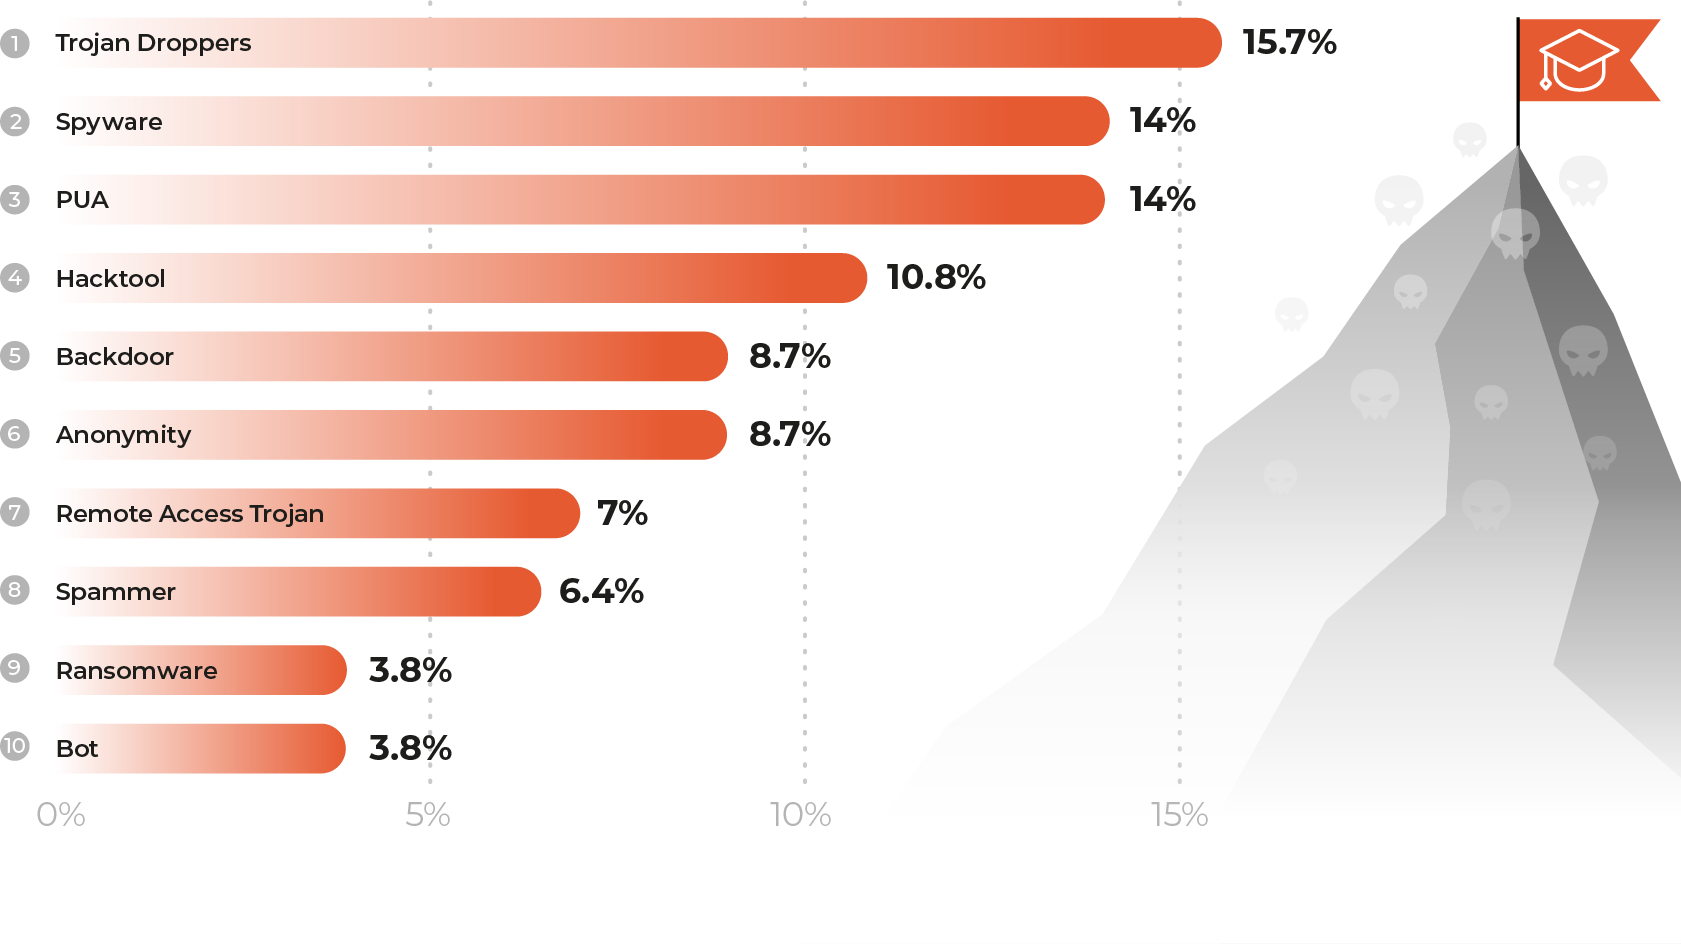 1 Trojan Droppers 15.7%
2 Spyware 14%
3 PUA 14%
4 Hacktool 10.8%
5 Backdoor 8.7%
6 Anonymity 8.7%
7 Remote Access Trojan 7%
8 Spammer 6.4%
9 Ransomware 3.8%
10 Bot 3.8%
0% 5% 10% 15%